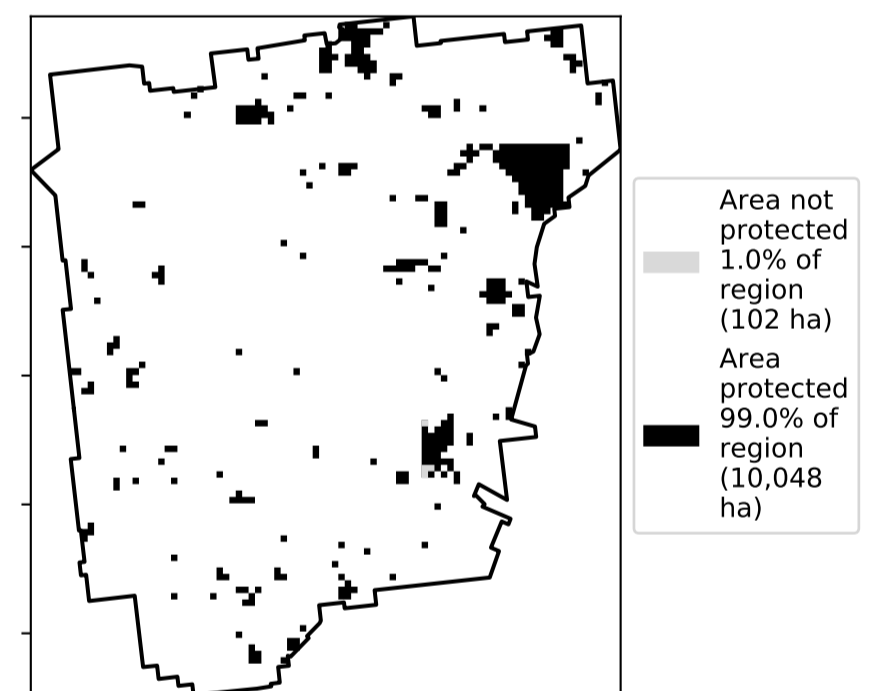 Area not
protected
1.0% of
region
(102 ha)
Area
protected
99.0% of
region
(10,048
ha)